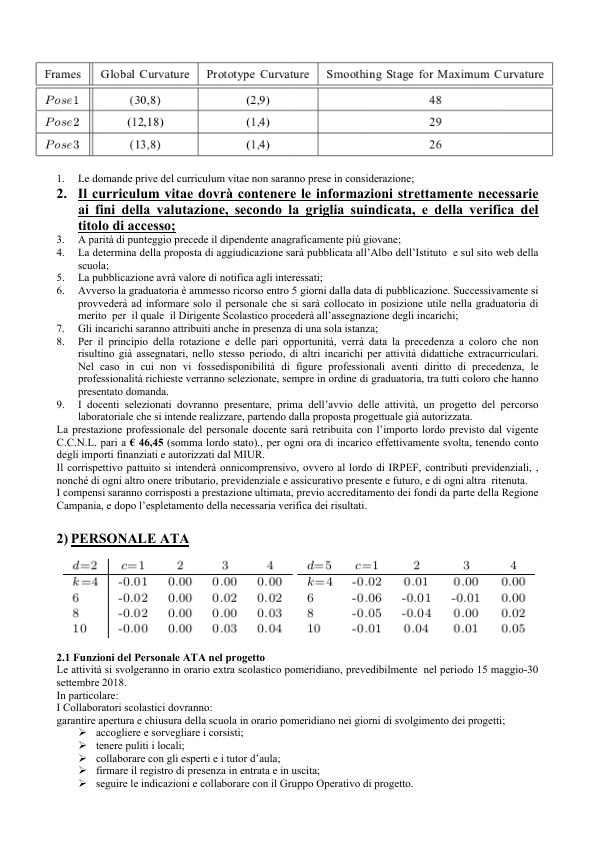 Frames Global Curvature Prototype Curvature Smoothing Stage for Maximum Curvature
Pose1 (30,8) (2,9) 48
Pose2 (12,18) (1,4) 29
Pose3 (13,8) (1,4) 26
1. Le domande prive del curriculum vitae non saranno prese in considerazione;
2. Il curriculum vitae dovrà contenere le informazioni strettamente necessarie
ai fini della valutazione, secondo la griglia suindicata, e della verifica del
titolo di accesso;
3. A parità di punteggio precede il dipendente anagraficamente più giovane;
4. La determina della proposta di aggiudicazione sarà pubblicata all'Albo dell'Istituto e sul sito web della
scuola;
5. La pubblicazione avrà valore di notifica agli interessati;
6. Avverso la graduatoria è ammesso ricorso entro 5 giorni dalla data di pubblicazione. Successivamente si
provvederà ad informare solo il personale che si sarà collocato in posizione utile nella graduatoria di
merito per il quale il Dirigente Scolastico procederà all'assegnazione degli incarichi;
7. Gli incarichi saranno attribuiti anche in presenza di una sola istanza;
8. Per il principio della rotazione e delle pari opportunità, verrà data la precedenza a coloro che non
risultino già assegnatari, nello stesso periodo, di altri incarichi per attività didattiche extracurriculari.
Nel caso in cui non vi fossedisponibilità di figure professionali aventi diritto di precedenza, le
professionalità richieste verranno selezionate, sempre in ordine di graduatoria, tra tutti coloro che hanno
presentato domanda.
9. I docenti selezionati dovranno presentare, prima dell'avvio delle attività, un progetto del percorso
laboratoriale che si intende realizzare, partendo dalla proposta progettuale già autorizzata.
La prestazione professionale del personale docente sarà retribuita con l'importo lordo previsto dal vigente
C.C.N.L. pari a € 46,45 (somma lordo stato)., per ogni ora di incarico effettivamente svolta, tenendo conto
degli importi finanziati e autorizzati dal MIUR.
Il corrispettivo pattuito si intenderà onnicomprensivo, ovvero al lordo di IRPEF, contributi previdenziali, ,
nonché di ogni altro onere tributario, previdenziale e assicurativo presente e futuro, e di ogni altra ritenuta.
I compensi saranno corrisposti a prestazione ultimata, previo accreditamento dei fondi da parte della Regione
Campania, e dopo l'espletamento della necessaria verifica dei risultati.
2) PERSONALE ATA
d=2 c=1 2 3 4 d=5 c=1 2 3 4
k=4 -0.01 0.00 0.00 0.00 k=4 -0.02 0.01 0.00 0.00
6 -0.02 0.00 0.02 0.02 6 -0.06 -0.01 -0.01 0.00
8 -0.02 0.00 0.00 0.03 8 -0.05 -0.04 0.00 0.02
10 -0.00 0.00 0.03 0.04 10 -0.01 0.04 0.01 0.05
2.1 Funzioni del Personale ATA nel progetto
Le attività si svolgeranno in orario extra scolastico pomeridiano, prevedibilmente nel periodo 15 maggio-30
settembre 2018.
In particolare:
I Collaboratori scolastici dovranno:
garantire apertura e chiusura della scuola in orario pomeridiano nei giorni di svolgimento dei progetti;
➢ accogliere e sorvegliare i corsisti;
➢ tenere puliti i locali;
➢ collaborare con gli esperti e i tutor d'aula;
➢ firmare il registro di presenza in entrata e in uscita;
➢ seguire le indicazioni e collaborare con il Gruppo Operativo di progetto.